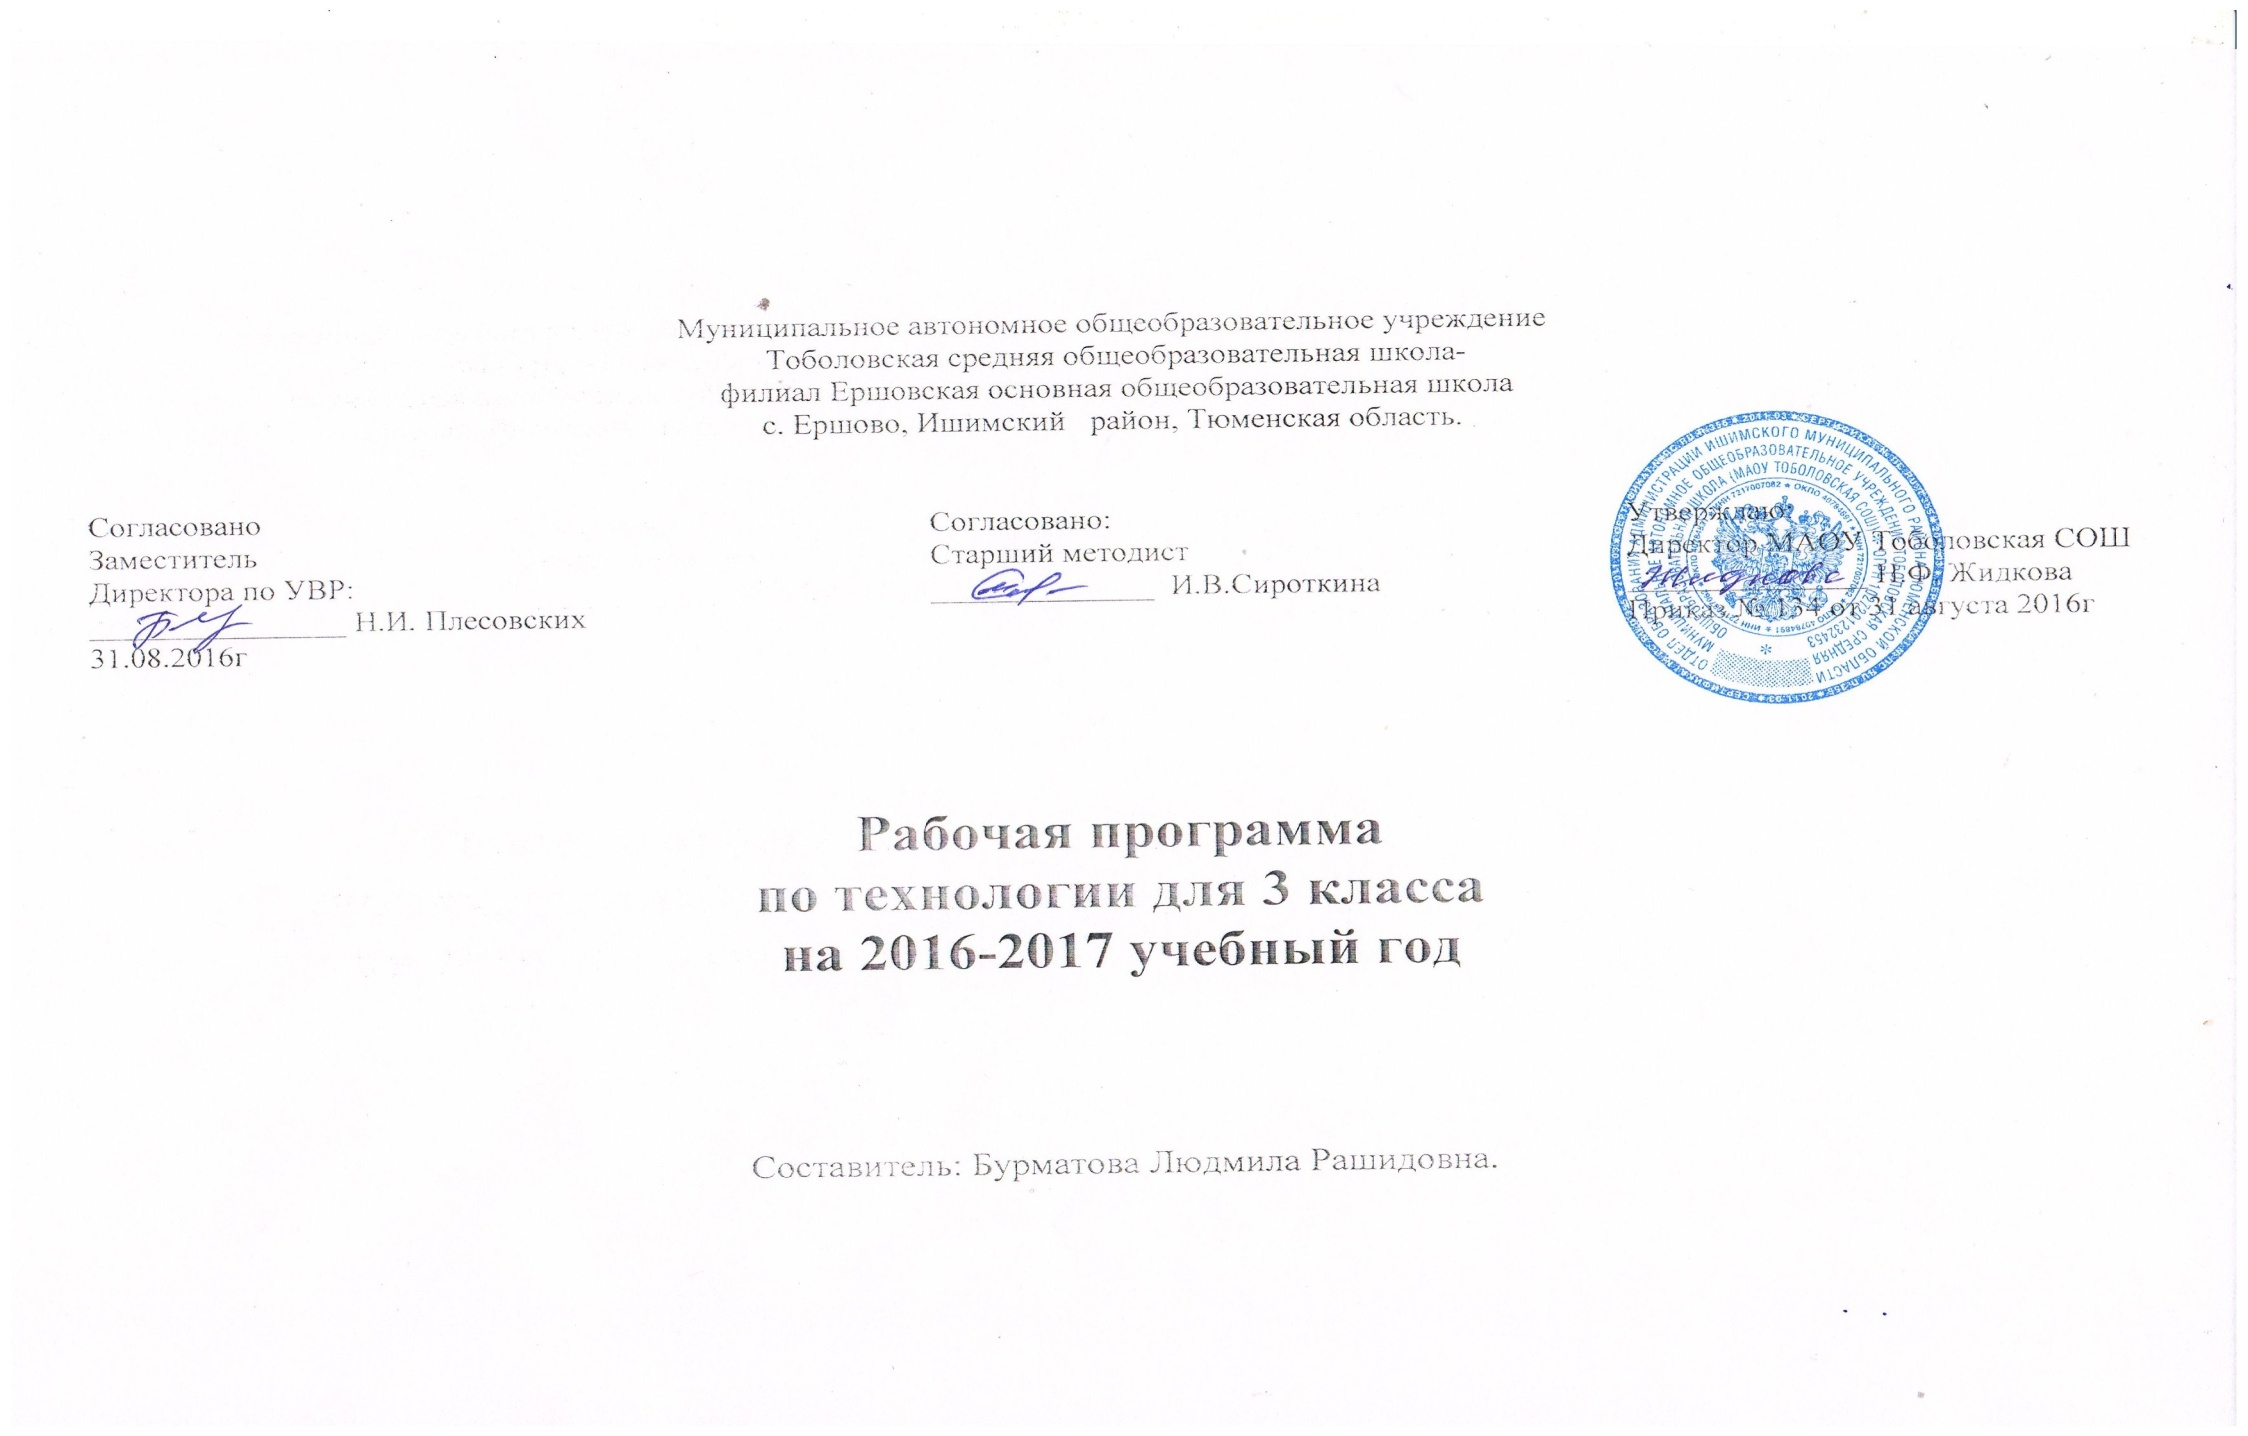 Муниципальное автономное общеобразовательное учреждение
Тоболовская средняя общеобразовательная школа-
филиал Ершовская основная общеобразовательная школа
с. Ершово, Ишимский район, Тюменская область.
Согласовано
Заместитель
Директора по УВР:
Н.И. Плесовских
31.08.2016г
Согласовано:
Старший методист
И.В.Сироткина
Утверждаю:
Директор МАОУ Тоболовская СОШ
Н.Ф. Жидкова
Приказ № 134 от 31 августа 2016г
Рабочая программа
по технологии для 3 класса
на 2016-2017 учебный год
Составитель: Бурматова Людмила Рашидовна.